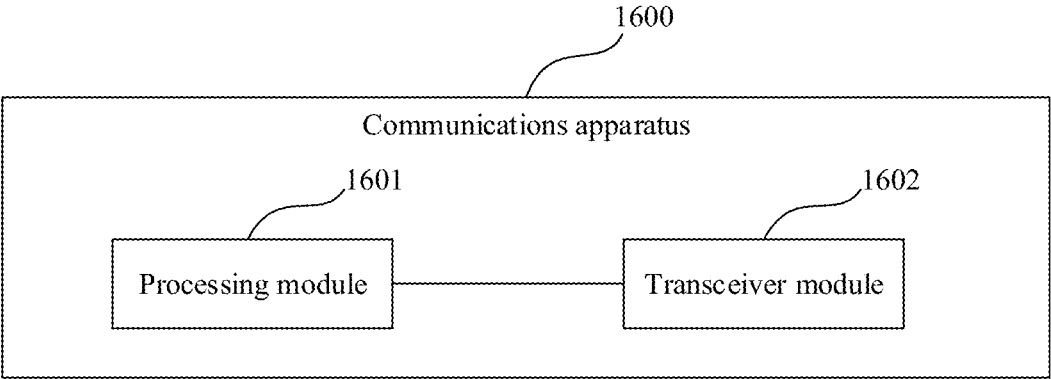 1600
Communications apparatus
1601
1602
Processing module
Transceiver module